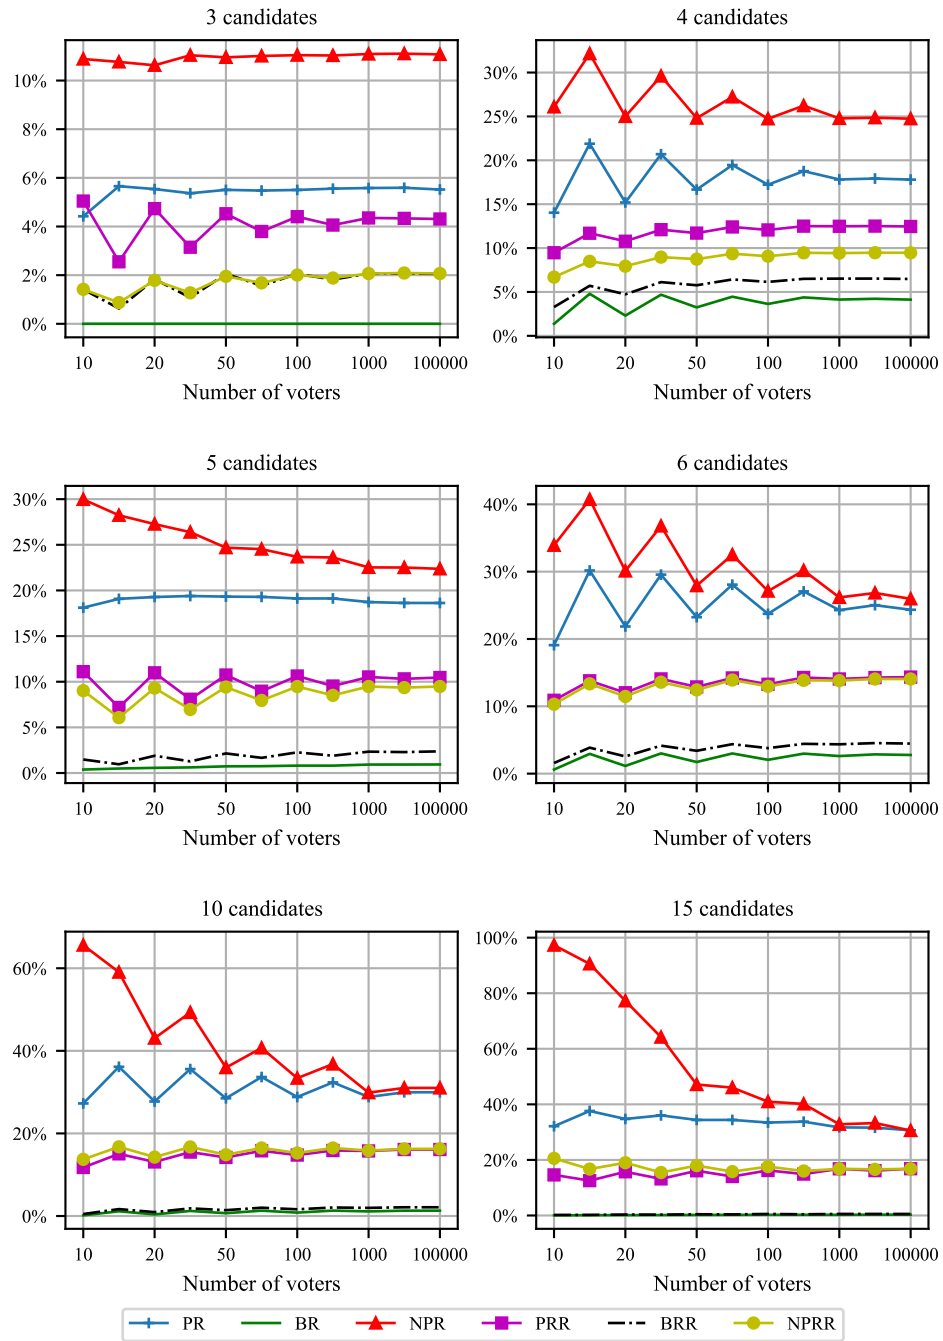 3 candidates
10%
8%
6%
4%
2%
0%
10 20 50 100 1000 100000
Number of voters
4 candidates
30%
25%
20%
15%
10%
5%
0%
10 20 50 100 1000 100000
Number of voters
5 candidates
30%
25%
20%
15%
10%
5%
0%
10 20 50 100 1000 100000
Number of voters
6 candidates
40%
30%
20%
10%
0%
10 20 50 100 1000 100000
Number of voters
10 candidates
60%
40%
20%
0%
10 20 50 100 1000 100000
Number of voters
15 candidates
100%
80%
60%
40%
20%
0%
10 20 50 100 1000 100000
Number of voters
PR BR NPR PRR BRR NPRR